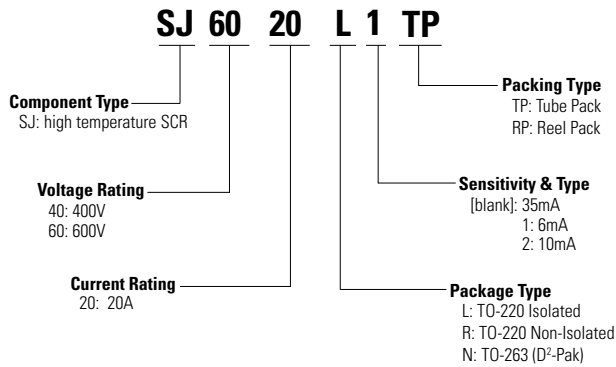 SJ 60 20 L 1 TP
Component Type
SJ: high temperature SCR
Voltage Rating
40: 400V
60: 600V
Current Rating
20: 20A
Packing Type
TP: Tube Pack
RP: Reel Pack
Sensitivity & Type
[blank]: 35mA
1: 6mA
2: 10mA
Package Type
L: TO-220 Isolated
R: TO-220 Non-Isolated
N: TO-263 (D²-Pak)